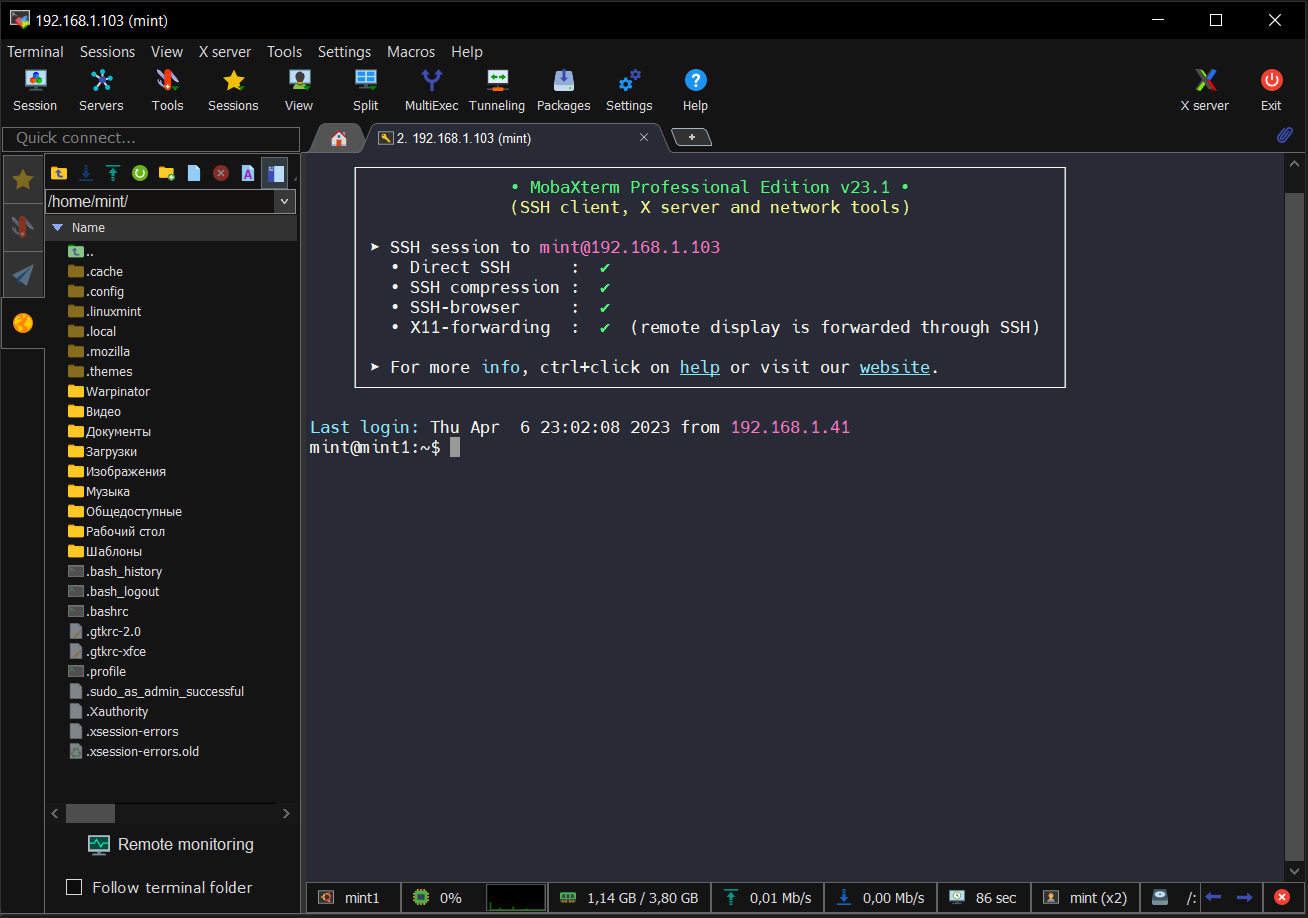 192.168.1.103 (mint)
Terminal Sessions View X server Tools Settings Macros Help
Session Servers Tools Sessions View Split MultiExec Tunneling Packages Settings Help X server Exit
Quick connect...
2. 192.168.1.103 (mint)
/home/mint/
Name
..
.cache
.config
.linuxmint
.local
.mozilla
.themes
Warpinator
Видео
Документы
Загрузки
Изображения
Музыка
Общедоступные
Рабочий стол
Шаблоны
.bash_history
.bash_logout
.bashrc
.gtkrc-2.0
.gtkrc-xfce
.profile
.sudo_as_admin_successful
.Xauthority
.xsession-errors
.xsession-errors.old
Remote monitoring
Follow terminal folder
• MobaXterm Professional Edition v23.1 •
(SSH client, X server and network tools)
➤ SSH session to mint@192.168.1.103
• Direct SSH : ✔
• SSH compression : ✔
• SSH-browser : ✔
• X11-forwarding : ✔ (remote display is forwarded through SSH)
➤ For more info, ctrl+click on help or visit our website.
Last login: Thu Apr  6 23:02:08 2023 from 192.168.1.41
mint@mint1:~$
mint1 0% 1,14 GB / 3,80 GB 0,01 Mb/s 0,00 Mb/s 86 sec mint (x2) /: